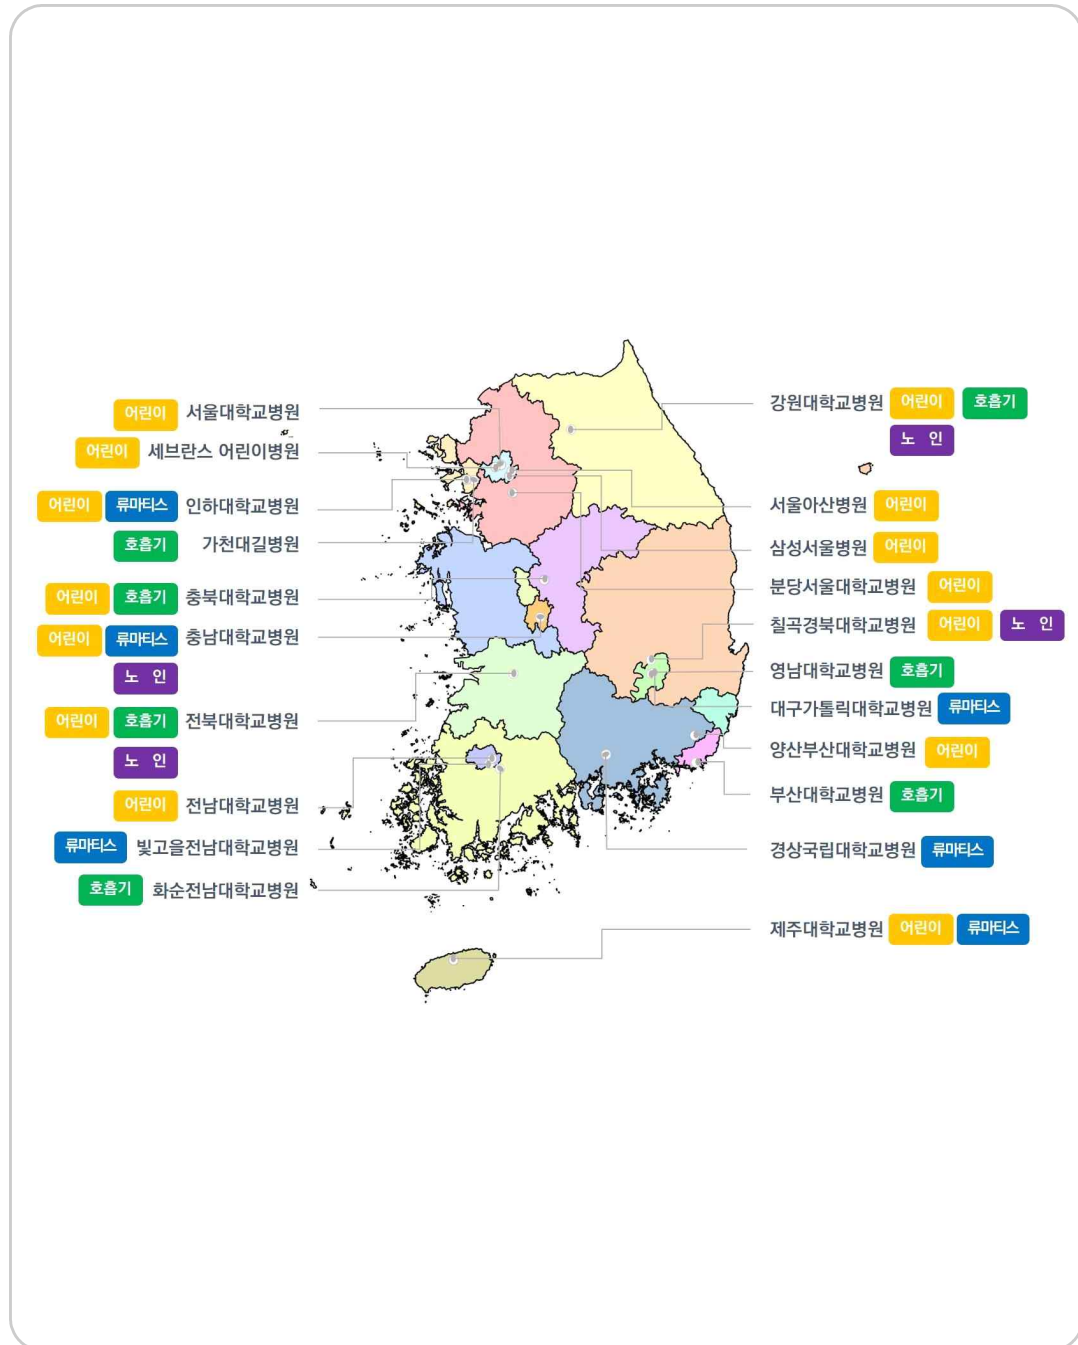 어린이 서울대학교병원
어린이 세브란스 어린이병원
어린이 류마티스 인하대학교병원
호흡기 가천대길병원
어린이 호흡기 충북대학교병원
어린이 류마티스 충남대학교병원
노 인
어린이 호흡기 전북대학교병원
노 인
어린이 전남대학교병원
류마티스 빛고을전남대학교병원
호흡기 화순전남대학교병원
강원대학교병원 어린이 호흡기
노 인
서울아산병원 어린이
삼성서울병원 어린이
분당서울대학교병원 어린이
칠곡경북대학교병원 어린이 노 인
영남대학교병원 호흡기
대구가톨릭대학교병원 류마티스
양산부산대학교병원 어린이
부산대학교병원 호흡기
경상국립대학교병원 류마티스
제주대학교병원 어린이 류마티스